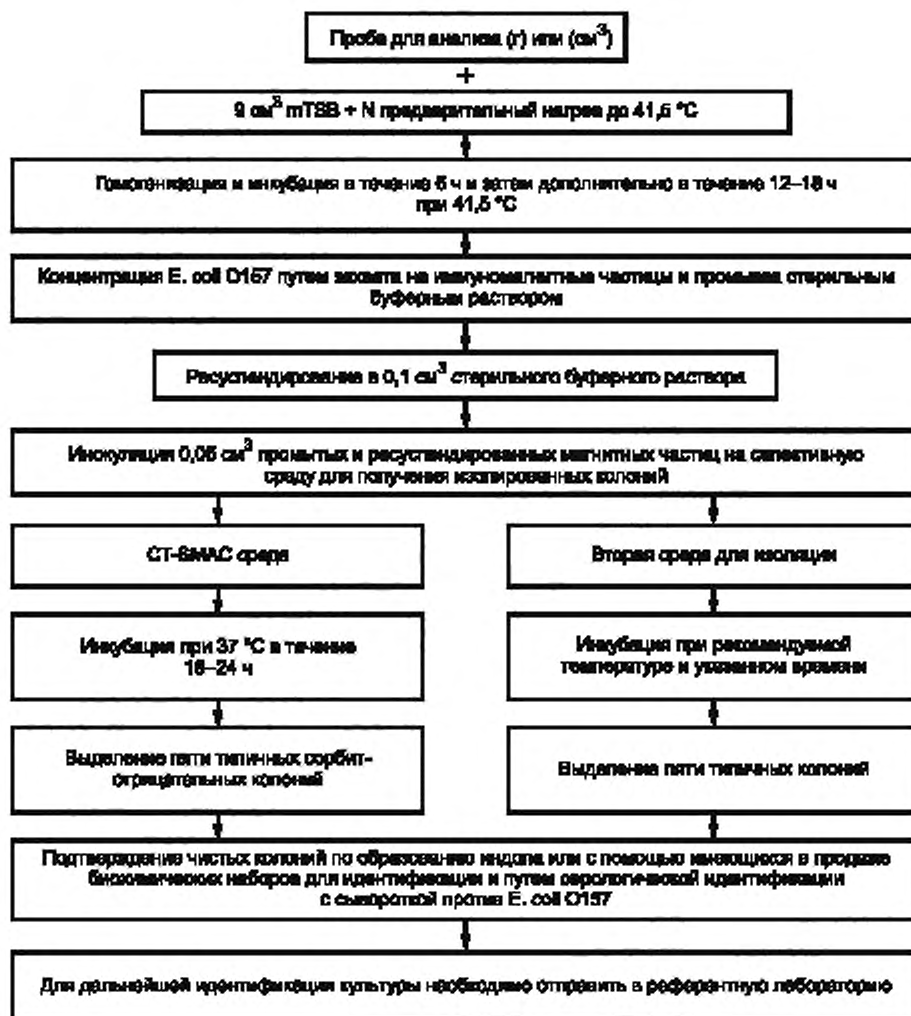 Проба для анализа (г) или (см³)
+
9 см³ mTSB + N предварительный нагрев до 41,5 °C
Гомогенизация и инкубация в течение 6 ч и затем дополнительно в течение 12–18 ч
при 41,5 °C
Концентрация E. coli O157 путем захвата на иммуномагнитные частицы и промывка стерильным
буферным раствором
Ресуспендирование в 0,1 см³ стерильного буферного раствора
Инокуляция 0,05 см³ промытых и ресуспендированных магнитных частиц на селективную
среду для получения изолированных колоний
CT-SMAC среда
Вторая среда для изоляции
Инкубация при 37 °C в течение
18–24 ч
Инкубация при рекомендуемой
температуре и указанном времени
Выделение пяти типичных сорбит-
отрицательных колоний
Выделение пяти типичных колоний
Подтверждение чистых колоний по образованию индола или с помощью имеющихся в продаже
биохимических наборов для идентификации и путем серологической идентификации
с сывороткой против E. coli O157
Для дальнейшей идентификации культуры необходимо отправить в референтную лабораторию